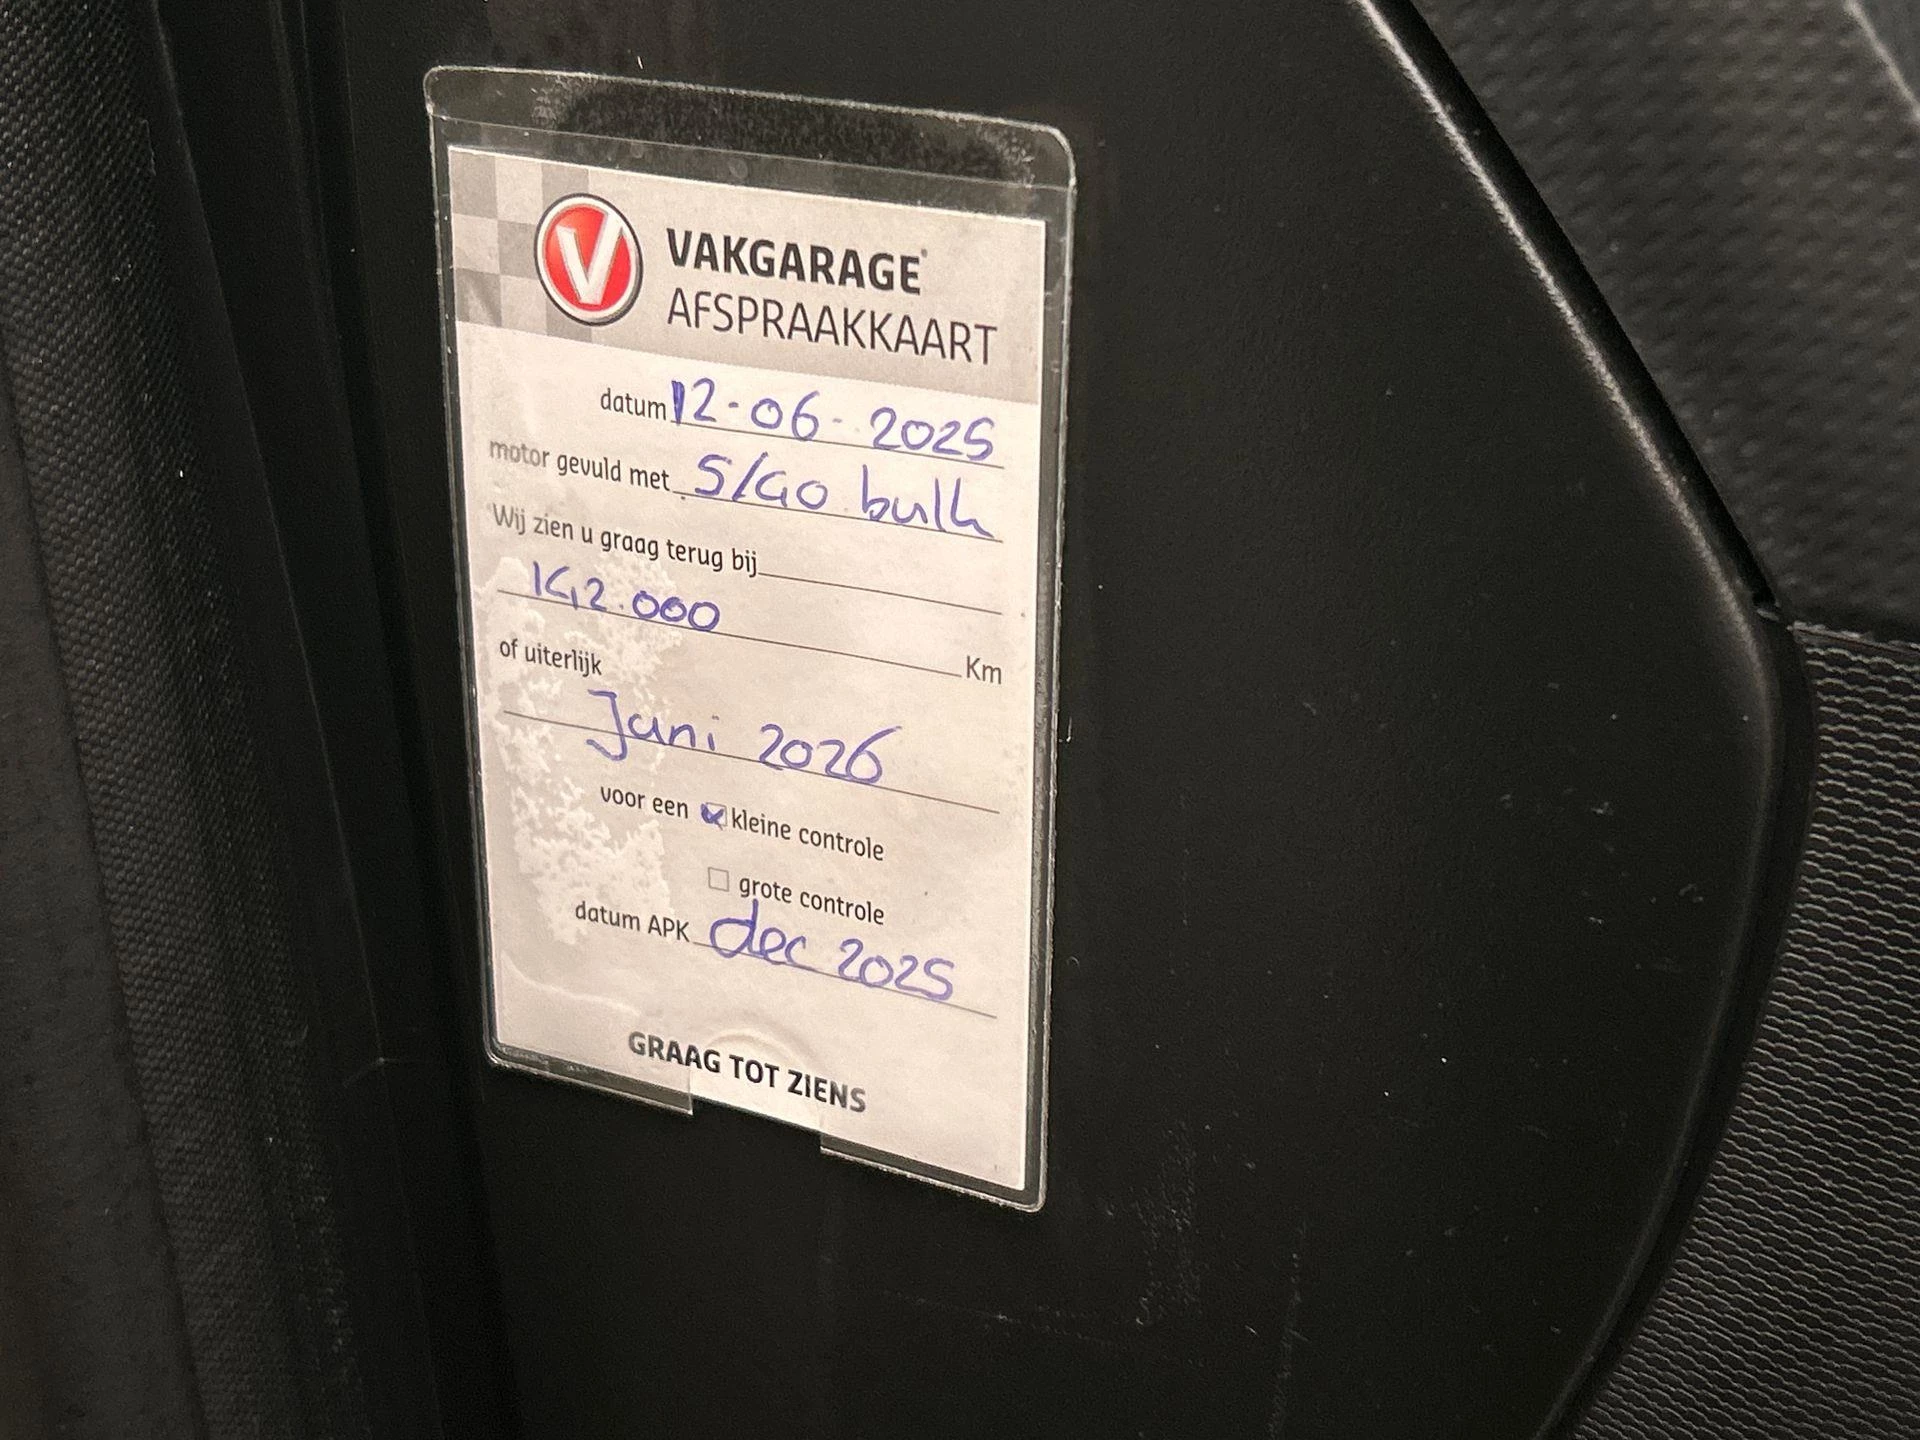 V VAKGARAGE®
AFSPRAAKKAART
datum 12-06-2025
motor gevuld met 5/40 bulk
Wij zien u graag terug bij
142.000 Km
of uiterlijk
Juni 2026
voor een kleine controle
grote controle
datum APK dec 2025
GRAAG TOT ZIENS